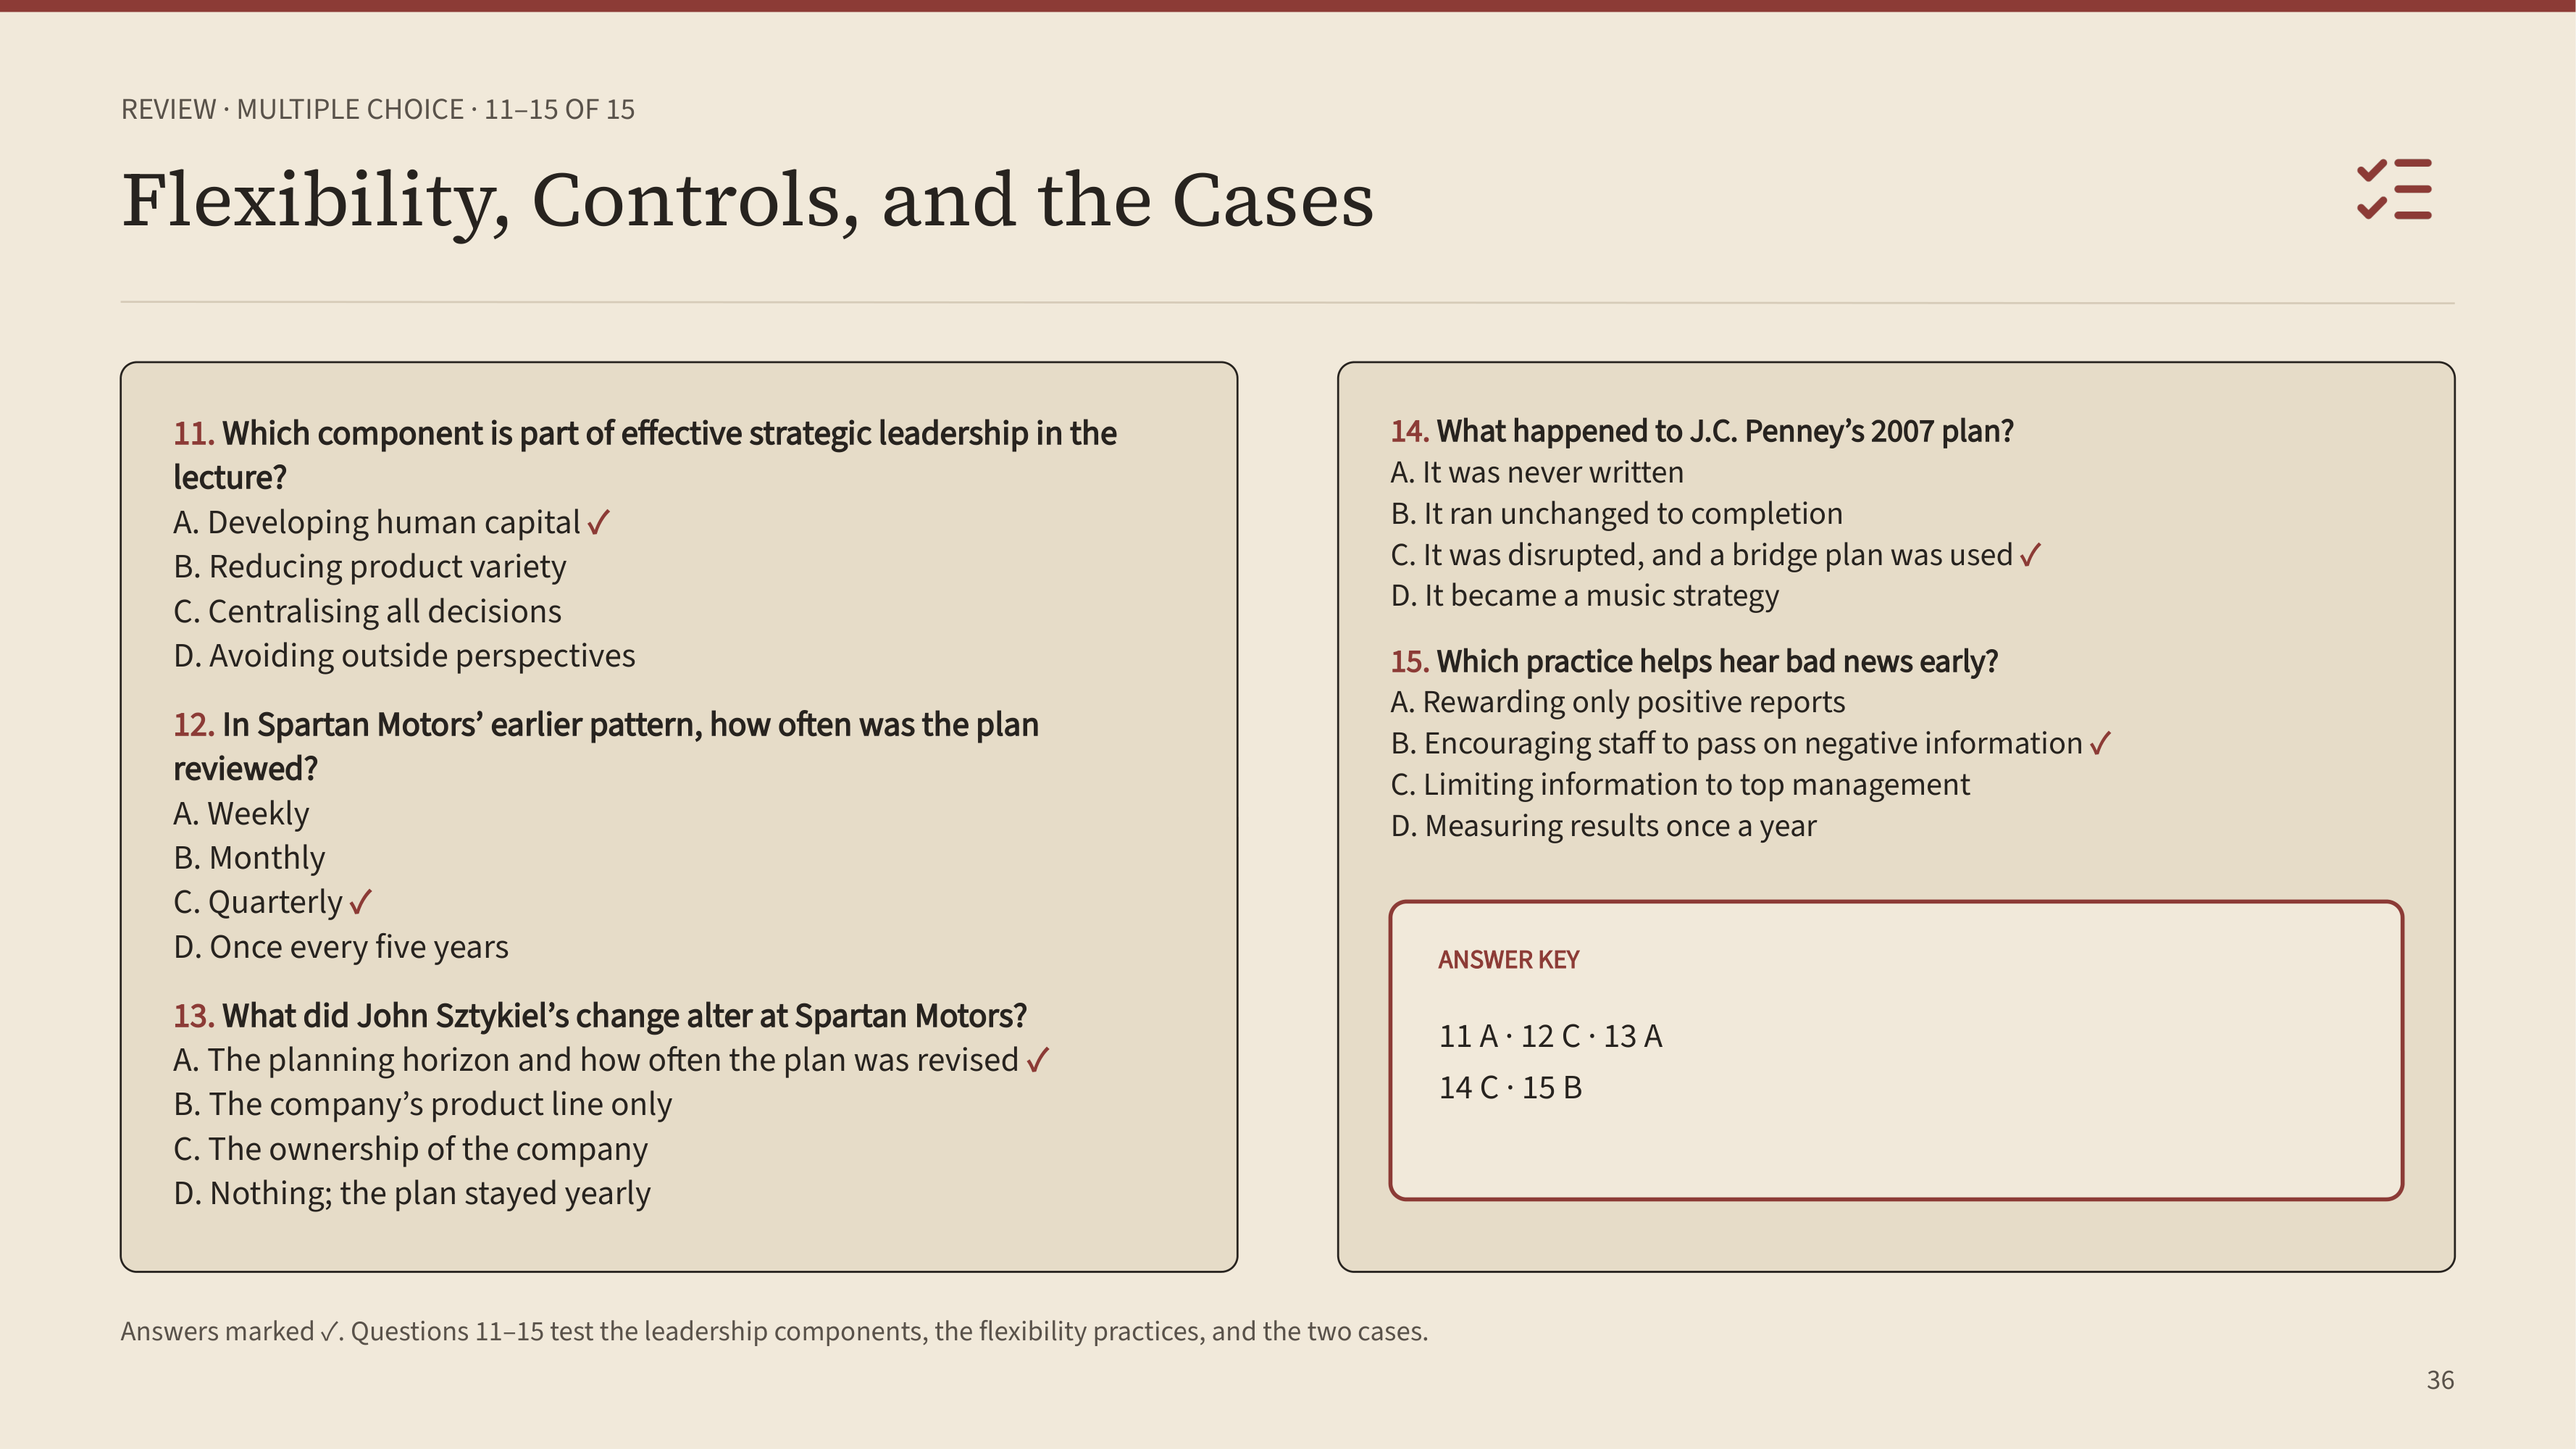 REVIEW · MULTIPLE CHOICE · 11–15 OF 15
Flexibility, Controls, and the Cases
11. Which component is part of effective strategic leadership in the
lecture?
A. Developing human capital ✓
B. Reducing product variety
C. Centralising all decisions
D. Avoiding outside perspectives
12. In Spartan Motors’ earlier pattern, how often was the plan
reviewed?
A. Weekly
B. Monthly
C. Quarterly ✓
D. Once every five years
13. What did John Sztykiel’s change alter at Spartan Motors?
A. The planning horizon and how often the plan was revised ✓
B. The company’s product line only
C. The ownership of the company
D. Nothing; the plan stayed yearly
14. What happened to J.C. Penney’s 2007 plan?
A. It was never written
B. It ran unchanged to completion
C. It was disrupted, and a bridge plan was used ✓
D. It became a music strategy
15. Which practice helps hear bad news early?
A. Rewarding only positive reports
B. Encouraging staff to pass on negative information ✓
C. Limiting information to top management
D. Measuring results once a year
ANSWER KEY
11 A · 12 C · 13 A
14 C · 15 B
Answers marked ✓. Questions 11–15 test the leadership components, the flexibility practices, and the two cases.
36